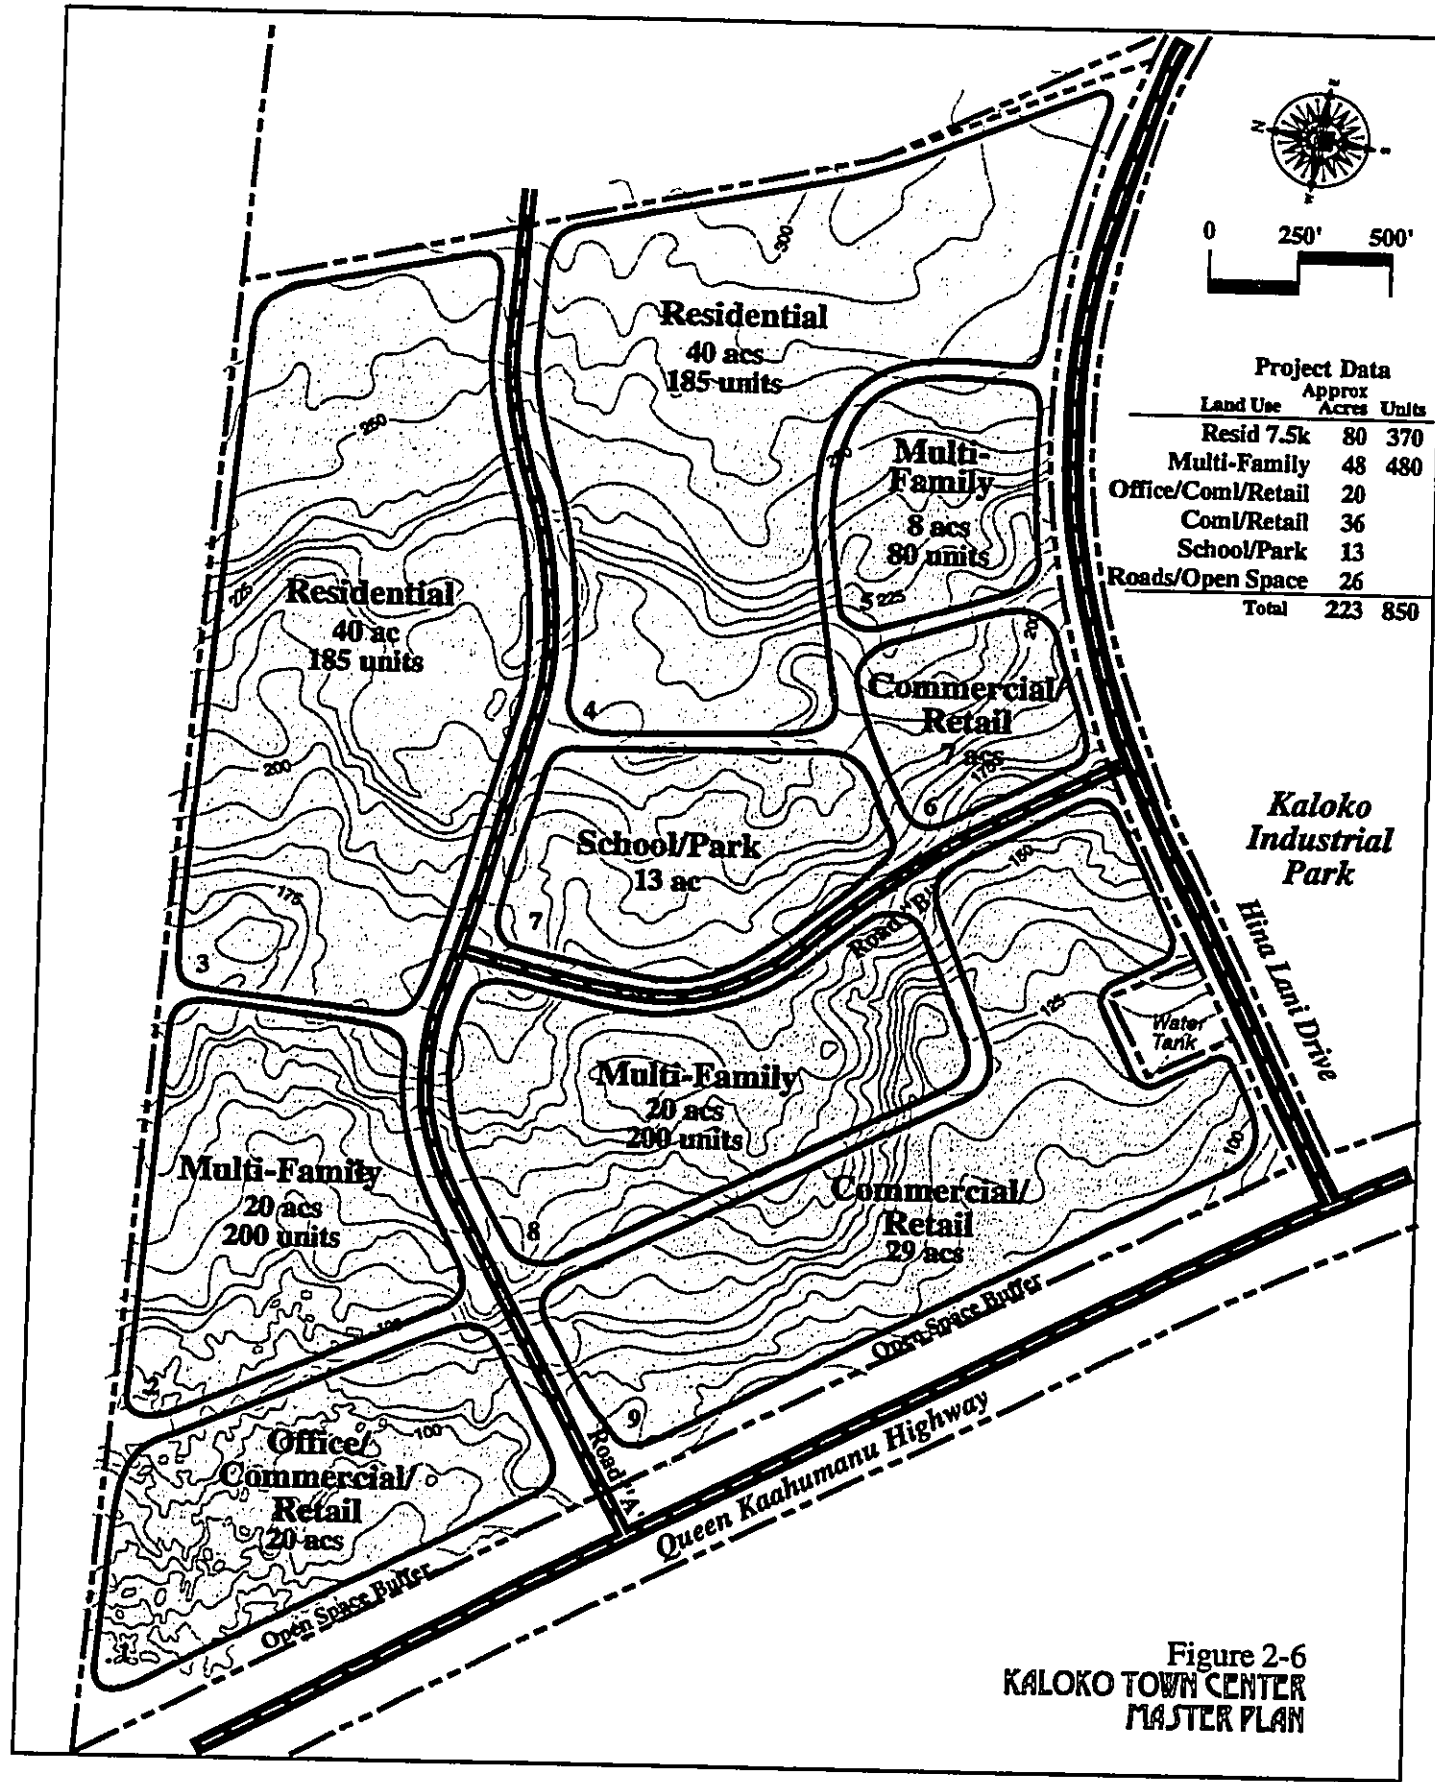 N
0 250' 500'
Project Data
Approx
Land Use Acres Units
Resid 7.5k 80 370
Multi-Family 48 480
Office/Coml/Retail 20
Coml/Retail 36
School/Park 13
Roads/Open Space 26
Total 223 850
300
Residential
40 acs
185 units
250
Multi-
Family
8 acs
80 units
5 225
225
Residential
40 ac
185 units
200
Commercial/
Retail
7 acs
175
6
4
200
School/Park
13 ac
7
Kaloko
Industrial
Park
150
175
3
Road "B"
Hina Lani Drive
125
Water
Tank
Multi-Family
20 acs
200 units
8
100
Multi-Family
20 acs
200 units
2
Commercial/
Retail
29 acs
Open Space Buffer
9
100
Office/
Commercial/
Retail
20 acs
Road "A"
Queen Kaahumanu Highway
Open Space Buffer
1
Figure 2-6
KALOKO TOWN CENTER
MASTER PLAN